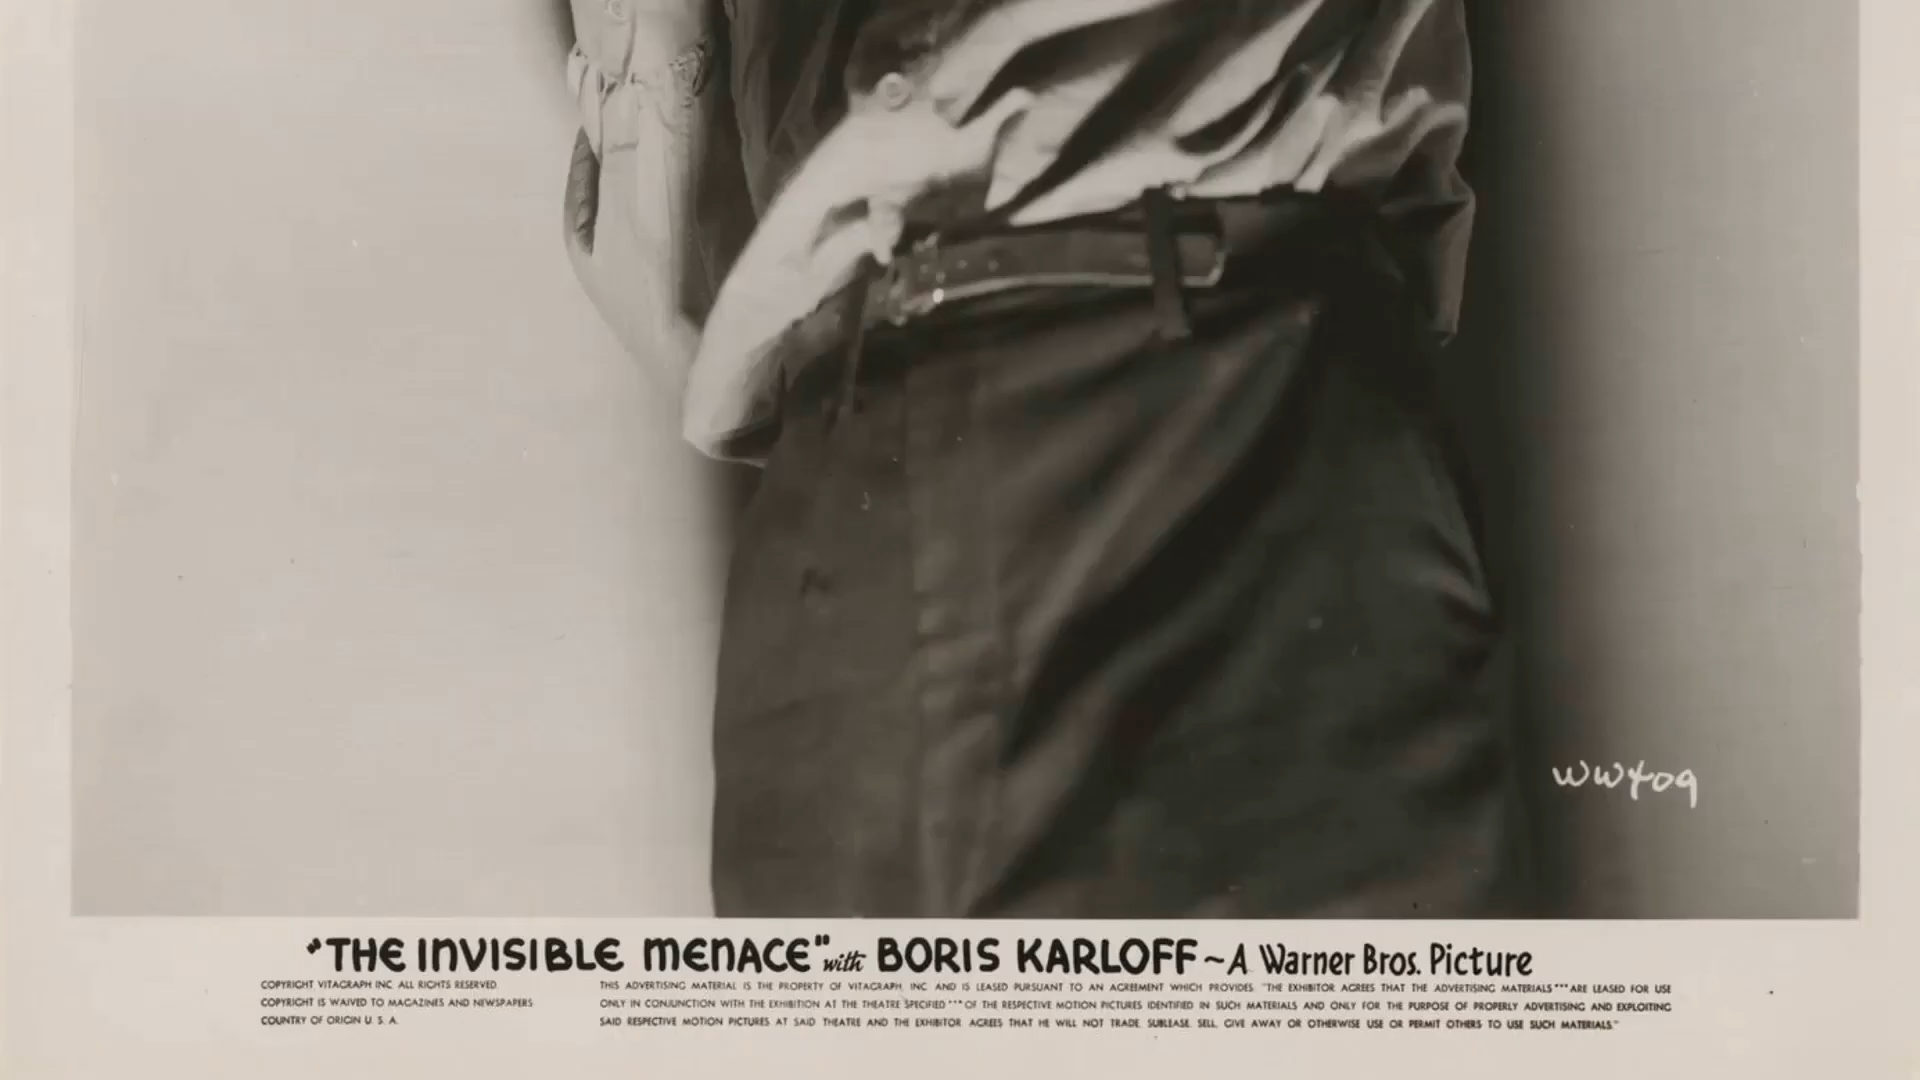 WW409
"THE INVISIBLE MENACE" with BORIS KARLOFF ~ A Warner Bros. Picture
COPYRIGHT VITAGRAPH INC. ALL RIGHTS RESERVED.
COPYRIGHT IS WAIVED TO MAGAZINES AND NEWSPAPERS
COUNTRY OF ORIGIN U. S. A.
THIS ADVERTISING MATERIAL IS THE PROPERTY OF VITAGRAPH, INC. AND IS LEASED PURSUANT TO AN AGREEMENT WHICH PROVIDES. "THE EXHIBITOR AGREES THAT THE ADVERTISING MATERIALS***ARE LEASED FOR USE
ONLY IN CONJUNCTION WITH THE EXHIBITION AT THE THEATRE SPECIFIED***OF THE RESPECTIVE MOTION PICTURES IDENTIFIED IN SUCH MATERIALS AND ONLY FOR THE PURPOSE OF PROPERLY ADVERTISING AND EXPLOITING
SAID RESPECTIVE MOTION PICTURES AT SAID THEATRE AND THE EXHIBITOR AGREES THAT HE WILL NOT TRADE, SUBLEASE, SELL, GIVE AWAY OR OTHERWISE USE OR PERMIT OTHERS TO USE SUCH MATERIALS."